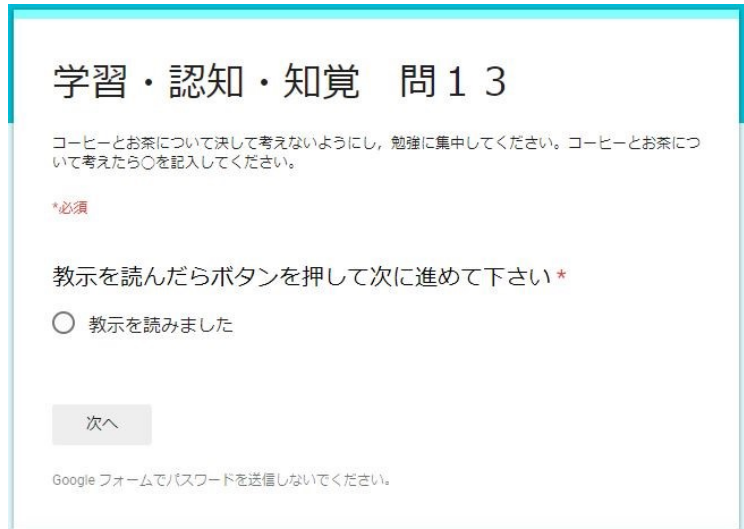 学習・認知・知覚　問１３
コーヒーとお茶について決して考えないようにし，勉強に集中してください。コーヒーとお茶につ
いて考えたら○を記入してください。
*必須
教示を読んだらボタンを押して次に進めて下さい *
教示を読みました
次へ
Google フォームでパスワードを送信しないでください。